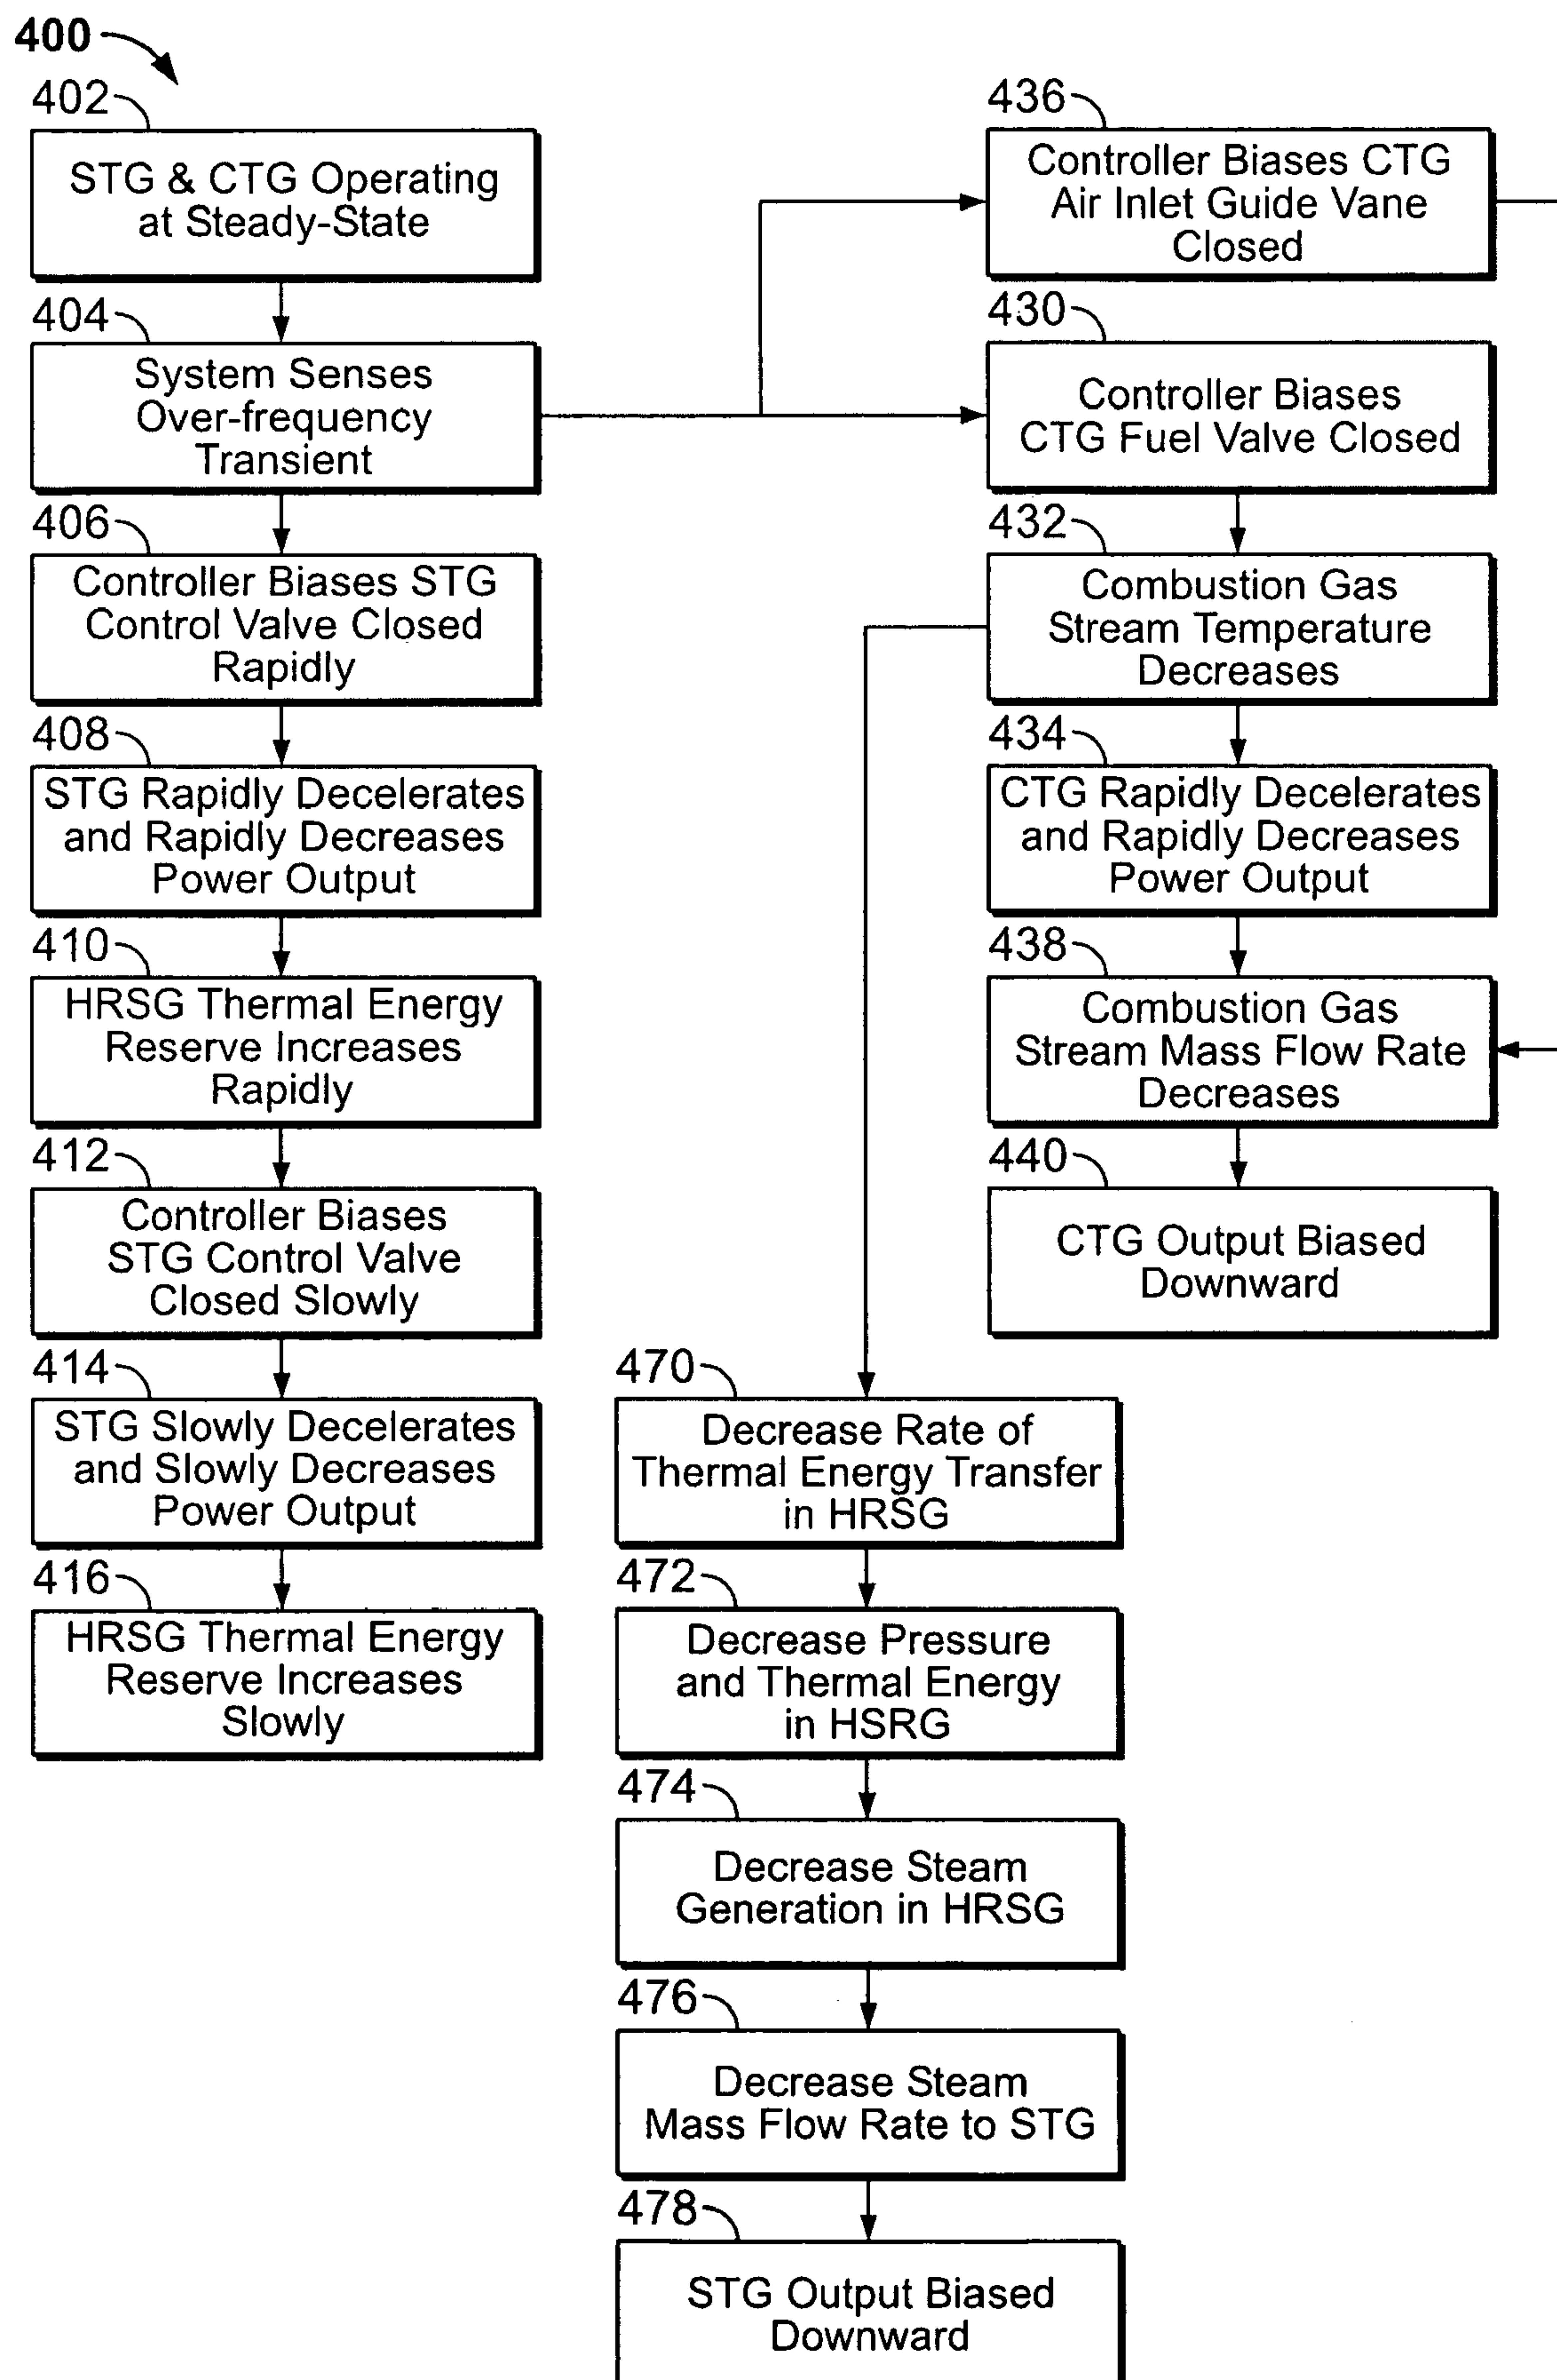 400
402
STG & CTG Operating
at Steady-State
404
System Senses
Over-frequency
Transient
406
Controller Biases STG
Control Valve Closed
Rapidly
408
STG Rapidly Decelerates
and Rapidly Decreases
Power Output
410
HRSG Thermal Energy
Reserve Increases
Rapidly
412
Controller Biases
STG Control Valve
Closed Slowly
414
STG Slowly Decelerates
and Slowly Decreases
Power Output
416
HRSG Thermal Energy
Reserve Increases
Slowly
436
Controller Biases CTG
Air Inlet Guide Vane
Closed
430
Controller Biases
CTG Fuel Valve Closed
432
Combustion Gas
Stream Temperature
Decreases
434
CTG Rapidly Decelerates
and Rapidly Decreases
Power Output
438
Combustion Gas
Stream Mass Flow Rate
Decreases
440
CTG Output Biased
Downward
470
Decrease Rate of
Thermal Energy Transfer
in HRSG
472
Decrease Pressure
and Thermal Energy
in HSRG
474
Decrease Steam
Generation in HRSG
476
Decrease Steam
Mass Flow Rate to STG
478
STG Output Biased
Downward